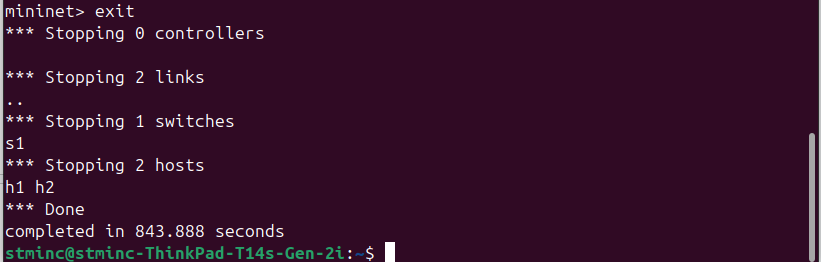 mininet> exit
*** Stopping 0 controllers

*** Stopping 2 links
..
*** Stopping 1 switches
s1
*** Stopping 2 hosts
h1 h2
*** Done
completed in 843.888 seconds
stminc@stminc-ThinkPad-T14s-Gen-2i:~$